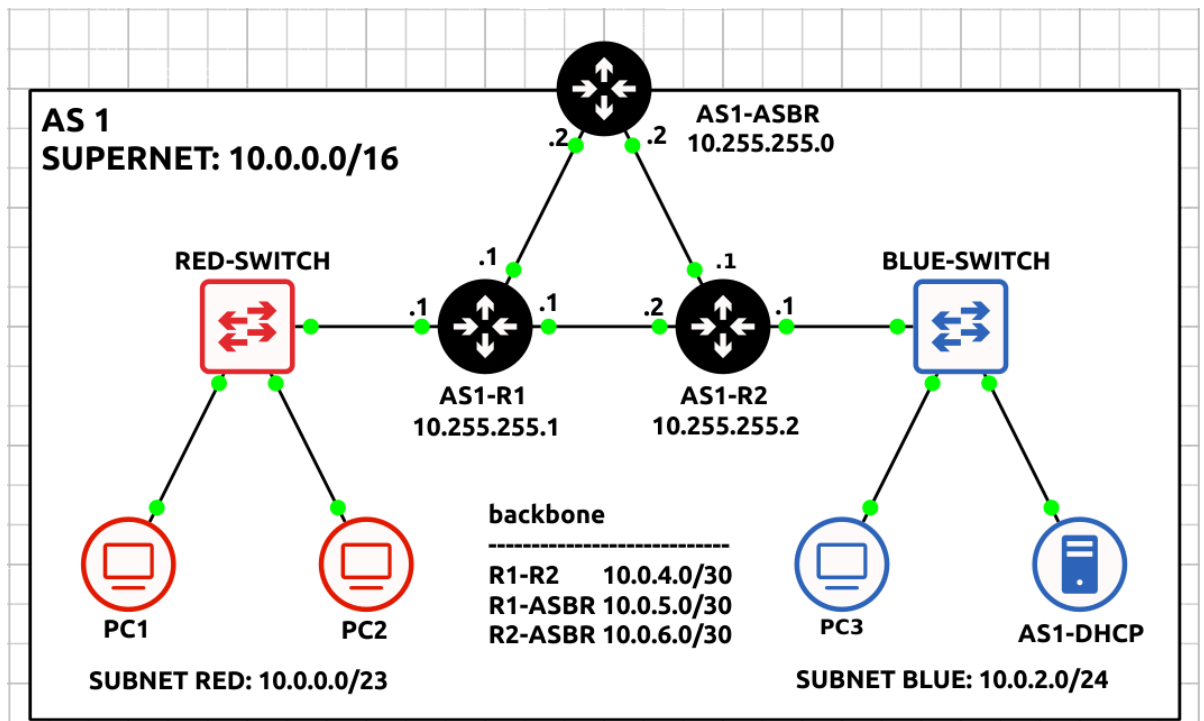 AS 1
SUPERNET: 10.0.0.0/16
AS1-ASBR
10.255.255.0
.2
.2
RED-SWITCH
.1
.1
BLUE-SWITCH
.1
.1
.2
.1
AS1-R1
10.255.255.1
AS1-R2
10.255.255.2
backbone
----------------------------
R1-R2 10.0.4.0/30
R1-ASBR 10.0.5.0/30
R2-ASBR 10.0.6.0/30
PC1
PC2
PC3
AS1-DHCP
SUBNET RED: 10.0.0.0/23
SUBNET BLUE: 10.0.2.0/24